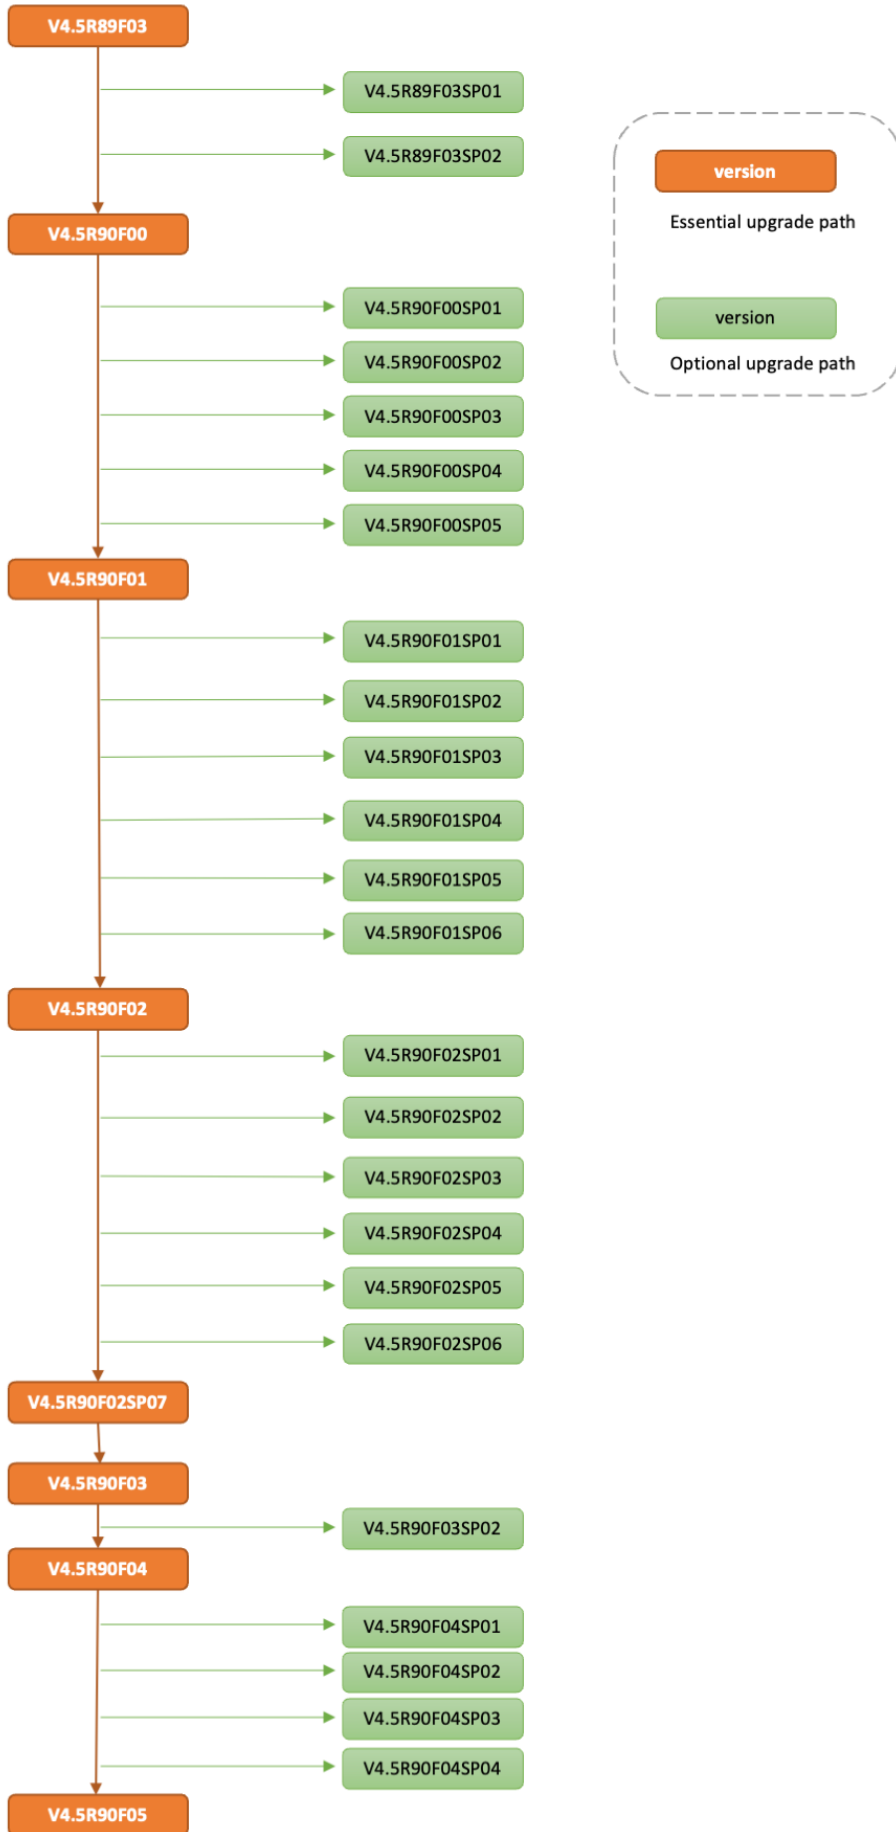 V4.5R89F03
V4.5R89F03SP01
V4.5R89F03SP02
version
Essential upgrade path
version
Optional upgrade path
V4.5R90F00
V4.5R90F00SP01
V4.5R90F00SP02
V4.5R90F00SP03
V4.5R90F00SP04
V4.5R90F00SP05
V4.5R90F01
V4.5R90F01SP01
V4.5R90F01SP02
V4.5R90F01SP03
V4.5R90F01SP04
V4.5R90F01SP05
V4.5R90F01SP06
V4.5R90F02
V4.5R90F02SP01
V4.5R90F02SP02
V4.5R90F02SP03
V4.5R90F02SP04
V4.5R90F02SP05
V4.5R90F02SP06
V4.5R90F02SP07
V4.5R90F03
V4.5R90F03SP02
V4.5R90F04
V4.5R90F04SP01
V4.5R90F04SP02
V4.5R90F04SP03
V4.5R90F04SP04
V4.5R90F05